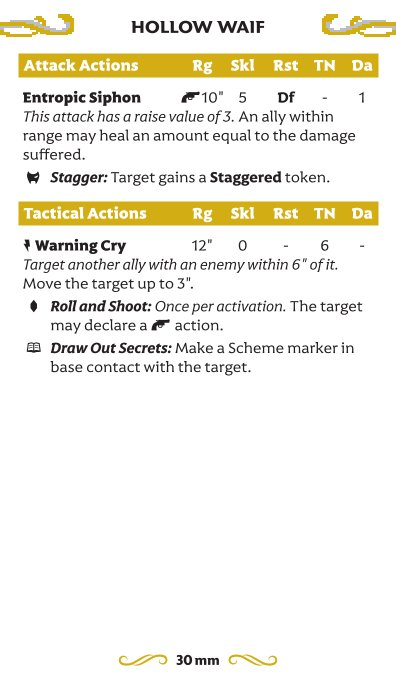 HOLLOW WAIF
Attack Actions Rg Skl Rst TN Da
Entropic Siphon 10" 5 Df - 1
This attack has a raise value of 3. An ally within
range may heal an amount equal to the damage
suffered.
Stagger: Target gains a Staggered token.
Tactical Actions Rg Skl Rst TN Da
Warning Cry 12" 0 - 6 -
Target another ally with an enemy within 6" of it.
Move the target up to 3".
Roll and Shoot: Once per activation. The target
may declare a action.
Draw Out Secrets: Make a Scheme marker in
base contact with the target.
30 mm